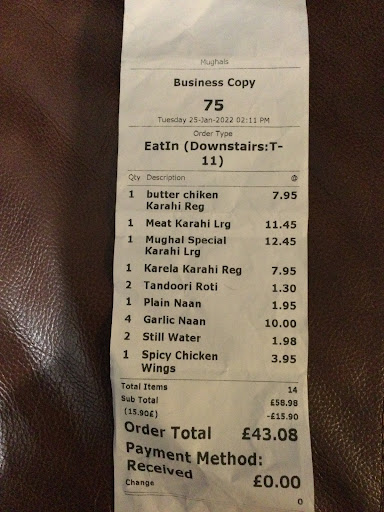 Mughals
Business Copy
75
Tuesday 25-Jan-2022 02:11 PM
Order Type
EatIn (Downstairs:T-
11)
Qty Description @
1 butter chiken 7.95
Karahi Reg
1 Meat Karahi Lrg 11.45
1 Mughal Special 12.45
Karahi Lrg
1 Karela Karahi Reg 7.95
2 Tandoori Roti 1.30
1 Plain Naan 1.95
4 Garlic Naan 10.00
2 Still Water 1.98
1 Spicy Chicken 3.95
Wings
Total Items 14
Sub Total £58.98
(15.90£) -£15.90
Order Total £43.08
Payment Method:
Received £0.00
Change
0